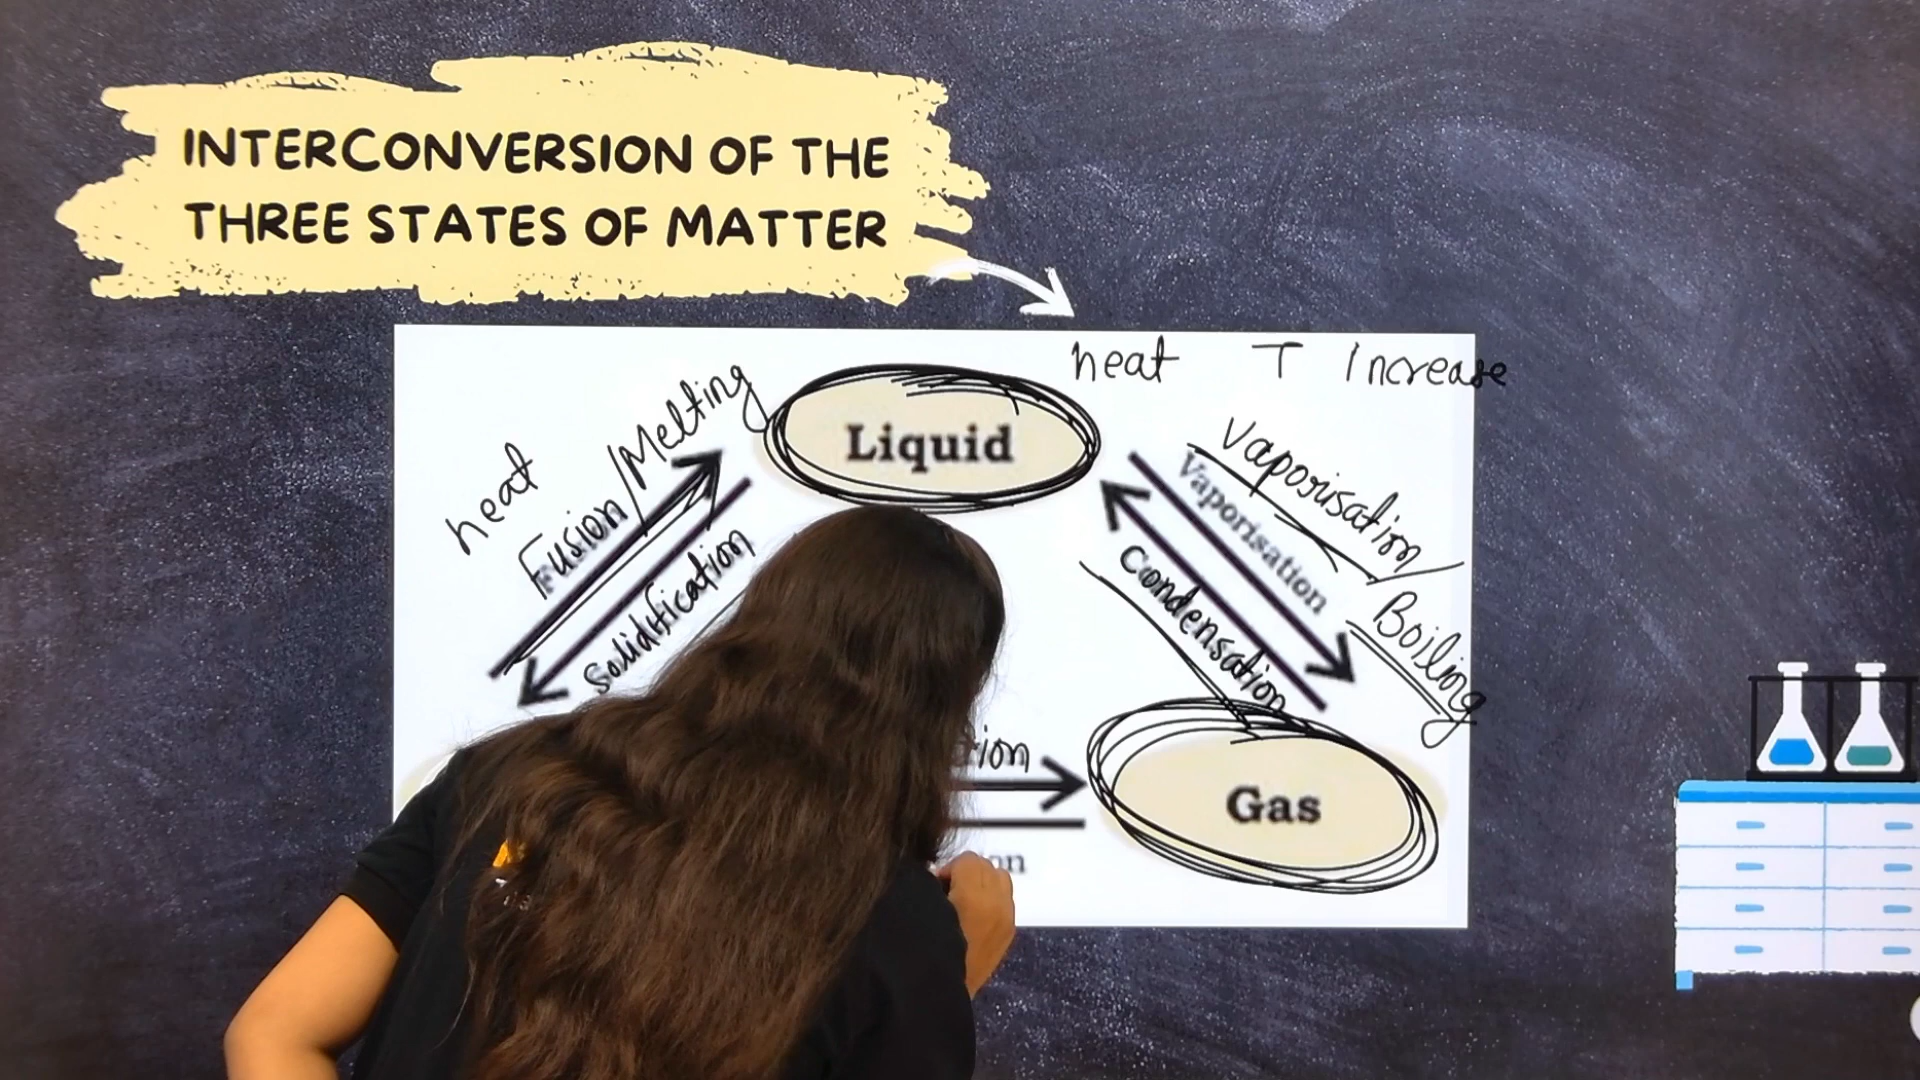 INTERCONVERSION OF THE
THREE STATES OF MATTER
heat T Increase
Liquid
heat
Fusion/Melting
Fusion
Solidification
Vaporisation/
Boiling
Vaporisation
Condensation
Gas